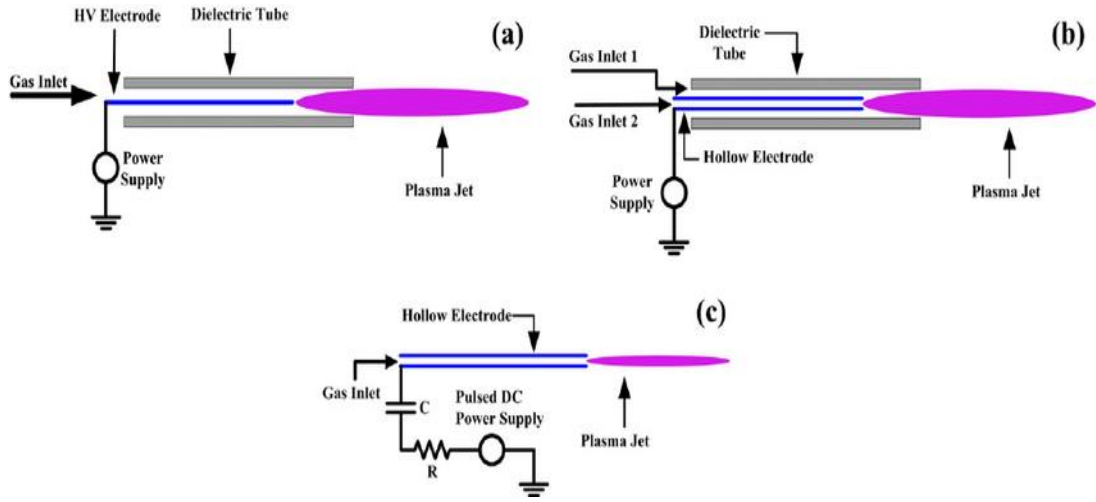 HV Electrode
Dielectric Tube
(a)
Gas Inlet
Power
Supply
Plasma Jet
Dielectric
Tube
(b)
Gas Inlet 1
Gas Inlet 2
Hollow Electrode
Power
Supply
Plasma Jet
Hollow Electrode
(c)
Gas Inlet
C
Pulsed DC
Power Supply
R
Plasma Jet